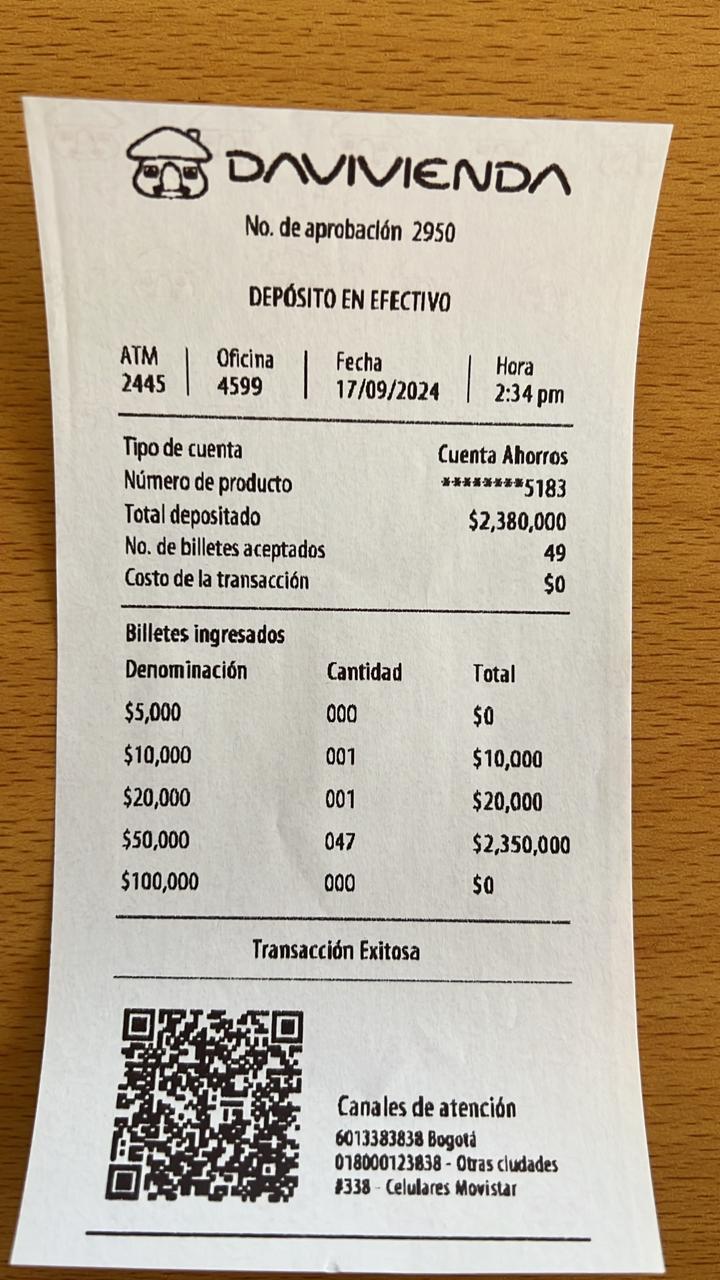 DAVIVIENDA
No. de aprobación 2950
DEPÓSITO EN EFECTIVO
ATM Oficina Fecha Hora
2445 4599 17/09/2024 2:34 pm
Tipo de cuenta Cuenta Ahorros
Número de producto ********5183
Total depositado $2,380,000
No. de billetes aceptados 49
Costo de la transacción $0
Billetes ingresados
Denominación Cantidad Total
$5,000 000 $0
$10,000 001 $10,000
$20,000 001 $20,000
$50,000 047 $2,350,000
$100,000 000 $0
Transacción Exitosa
Canales de atención
6013383838 Bogotá
018000123838 - Otras ciudades
#338 - Celulares Movistar